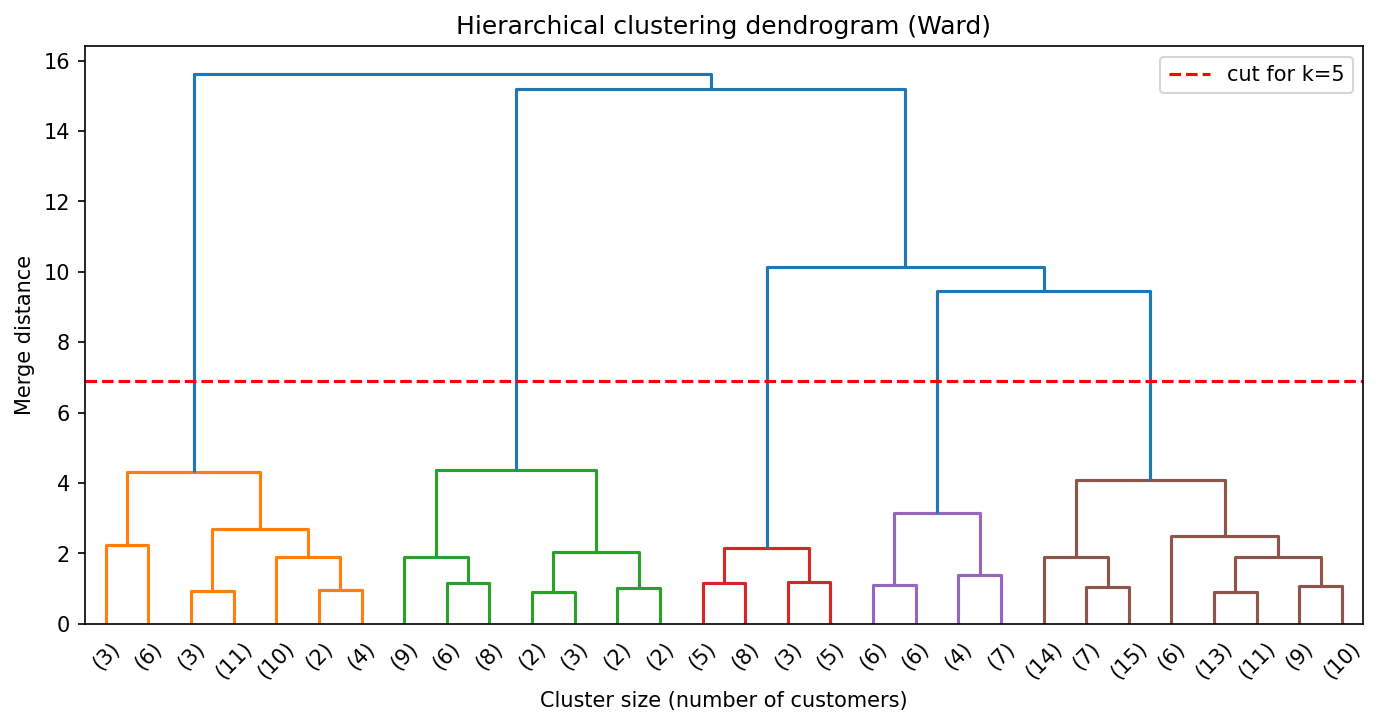 Hierarchical clustering dendrogram (Ward)
cut for k=5
Merge distance
16
14
12
10
8
6
4
2
0
(3) (6) (3) (11) (10) (2) (4) (9) (6) (8) (2) (3) (2) (2) (5) (8) (3) (5) (6) (6) (4) (7) (14) (7) (15) (6) (13) (11) (9) (10)
Cluster size (number of customers)